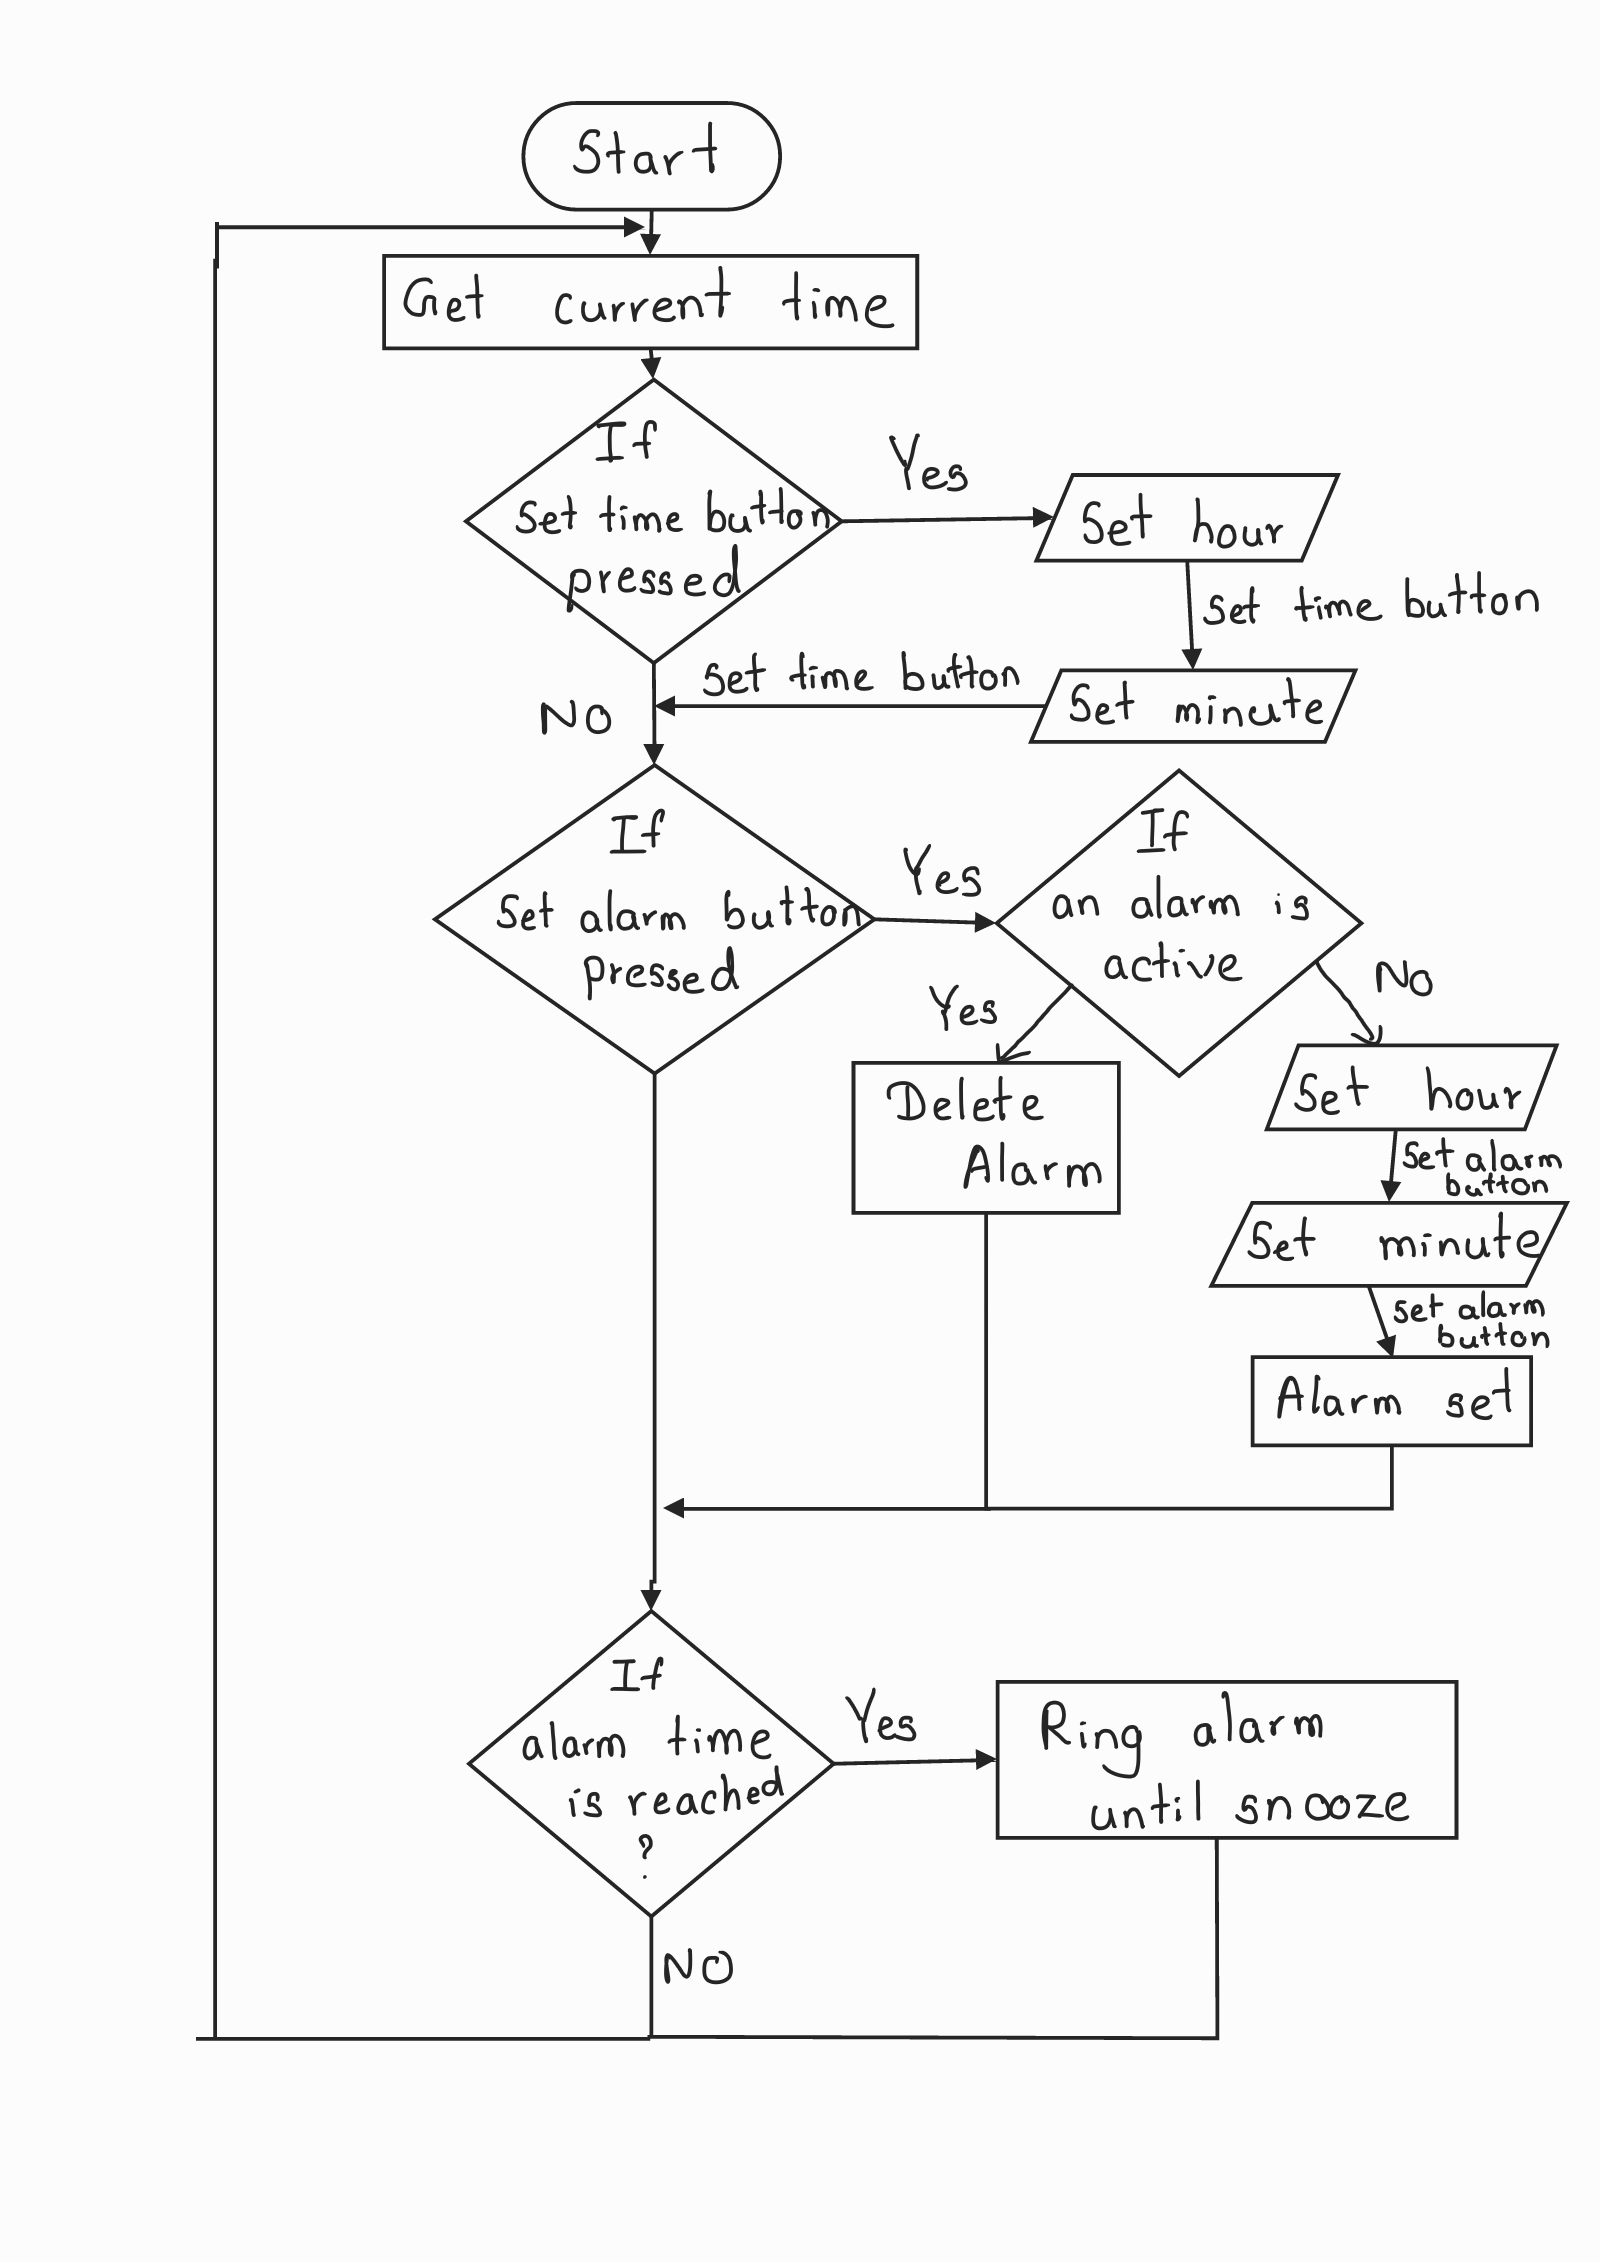 Start
Get current time
If
Set time button
pressed
Yes
Set hour
set time button
Set minute
set time button
NO
If
Set alarm button
pressed
Yes
If
an alarm is
active
Yes
No
Delete
Alarm
Set hour
set alarm
button
Set minute
set alarm
button
Alarm set
If
alarm time
is reached
?
Yes
Ring alarm
until snooze
NO